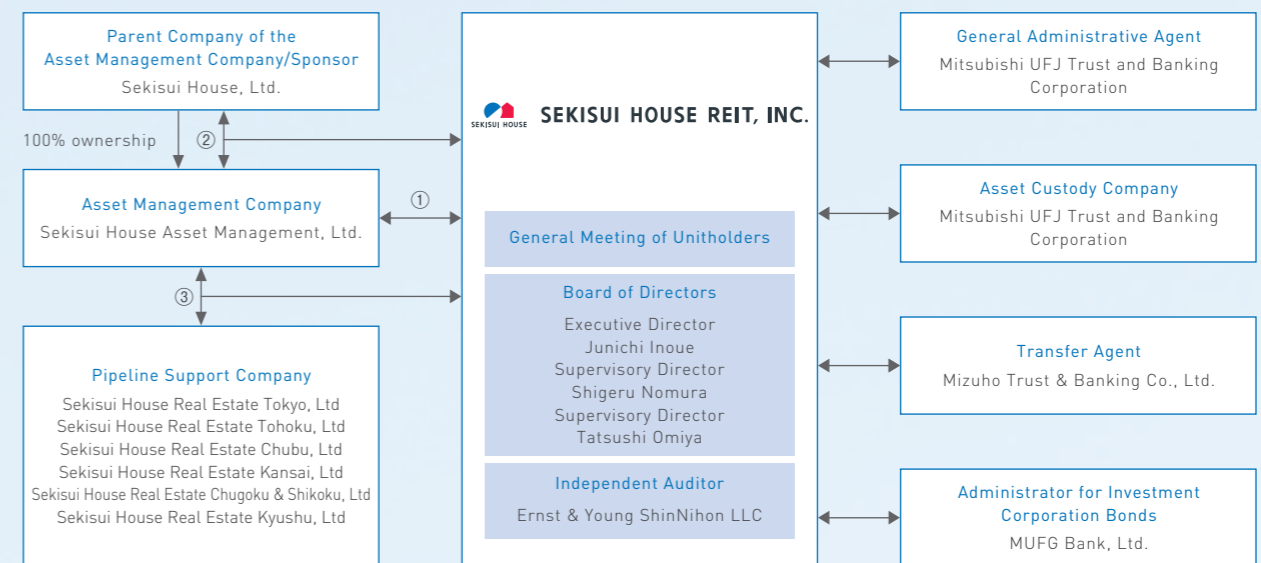 Parent Company of the
Asset Management Company/Sponsor
Sekisui House, Ltd.
100% ownership
②
Asset Management Company
Sekisui House Asset Management, Ltd.
①
③
Pipeline Support Company
Sekisui House Real Estate Tokyo, Ltd
Sekisui House Real Estate Tohoku, Ltd
Sekisui House Real Estate Chubu, Ltd
Sekisui House Real Estate Kansai, Ltd
Sekisui House Real Estate Chugoku & Shikoku, Ltd
Sekisui House Real Estate Kyushu, Ltd
SEKISUI HOUSE
SEKISUI HOUSE REIT, INC.
General Meeting of Unitholders
Board of Directors
Executive Director
Junichi Inoue
Supervisory Director
Shigeru Nomura
Supervisory Director
Tatsushi Omiya
Independent Auditor
Ernst & Young ShinNihon LLC
General Administrative Agent
Mitsubishi UFJ Trust and Banking
Corporation
Asset Custody Company
Mitsubishi UFJ Trust and Banking
Corporation
Transfer Agent
Mizuho Trust & Banking Co., Ltd.
Administrator for Investment
Corporation Bonds
MUFG Bank, Ltd.